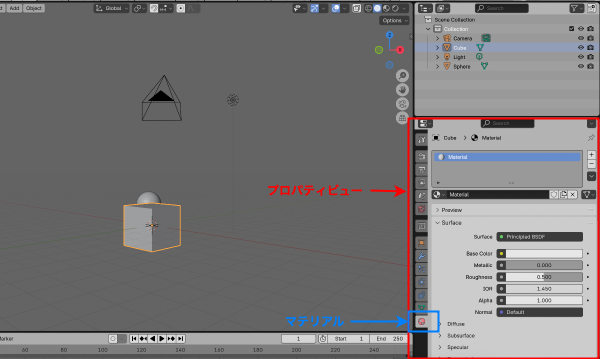 Add Object
Global
Options
Z
X
Search
Scene Collection
Collection
Camera
Cube
Light
Sphere
Search
Cube > Material
Material
Material
Preview
Surface
Surface Principled BSDF
Base Color
Metallic 0.000
Roughness 0.500
IOR 1.450
Alpha 1.000
Normal Default
Diffuse
Subsurface
Specular
プロパティビュー
マテリアル
Marker
1 Start 1 End 250
60 80 100 120 140 160 180 200 220 240